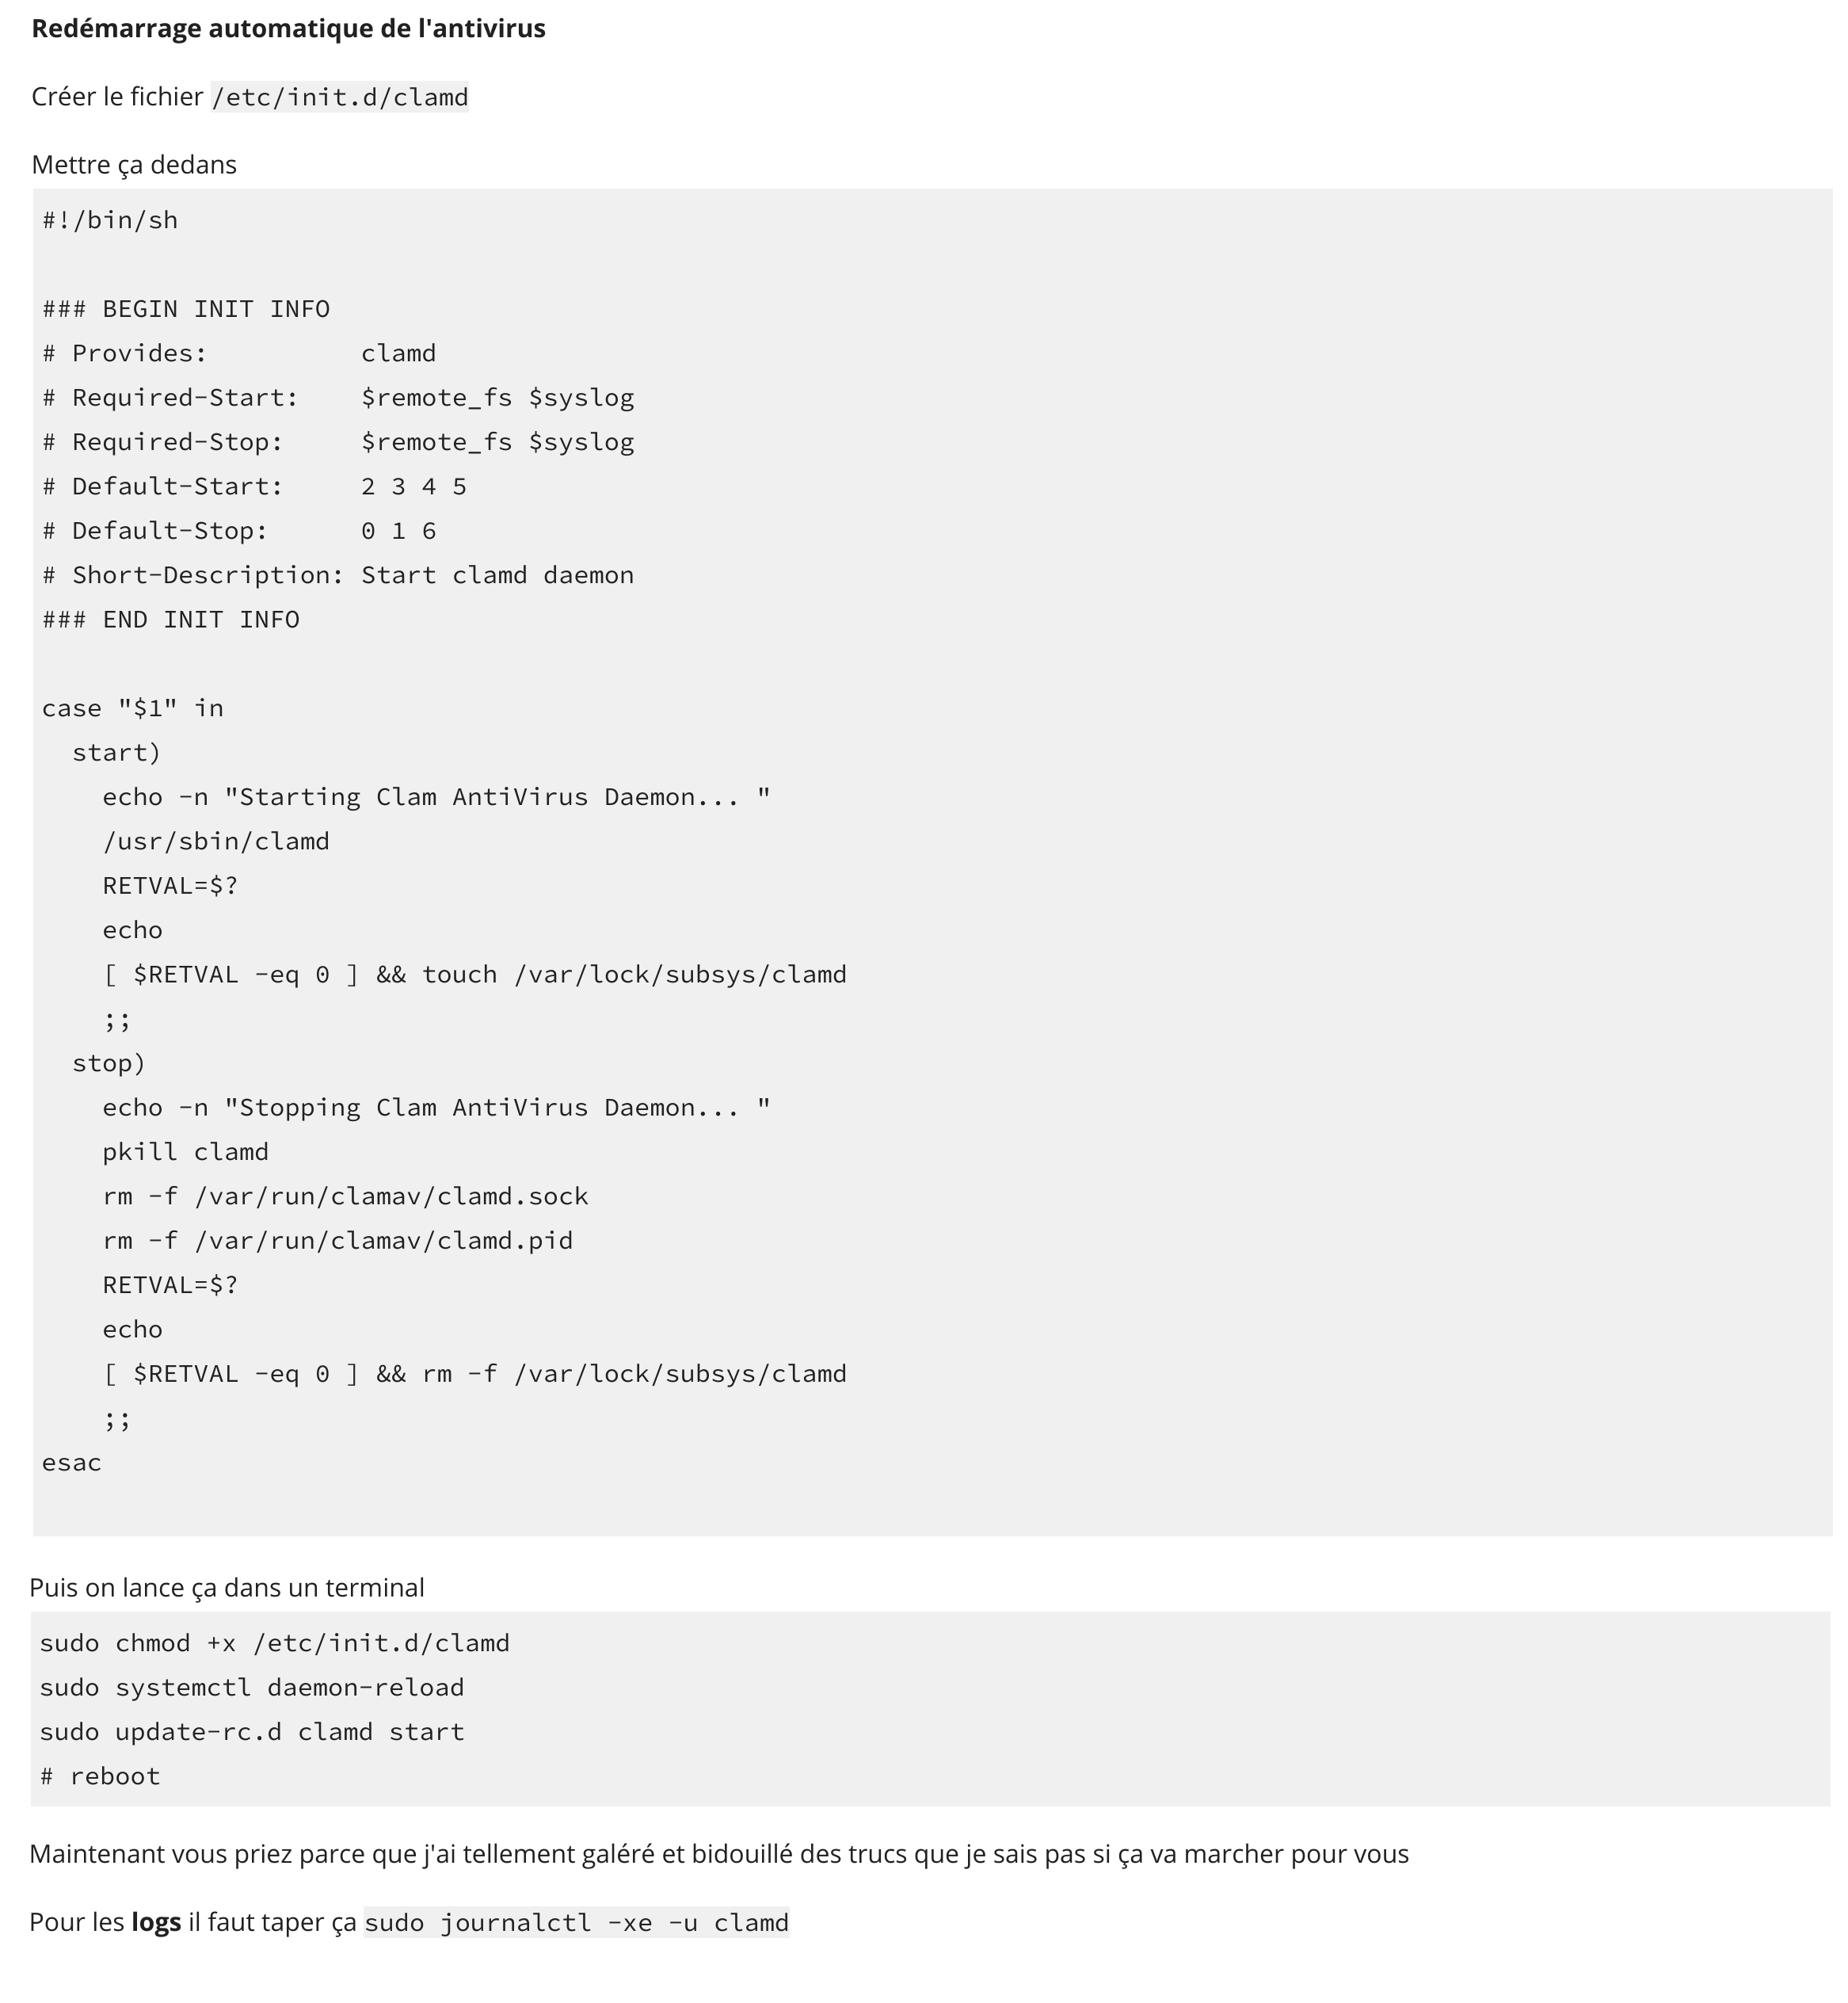 Redémarrage automatique de l'antivirus
Créer le fichier /etc/init.d/clamd
Mettre ça dedans
#!/bin/sh
### BEGIN INIT INFO
# Provides:          clamd
# Required-Start:    $remote_fs $syslog
# Required-Stop:     $remote_fs $syslog
# Default-Start:     2 3 4 5
# Default-Stop:      0 1 6
# Short-Description: Start clamd daemon
### END INIT INFO
case "$1" in
  start)
    echo -n "Starting Clam AntiVirus Daemon... "
    /usr/sbin/clamd
    RETVAL=$?
    echo
    [ $RETVAL -eq 0 ] && touch /var/lock/subsys/clamd
    ;;
  stop)
    echo -n "Stopping Clam AntiVirus Daemon... "
    pkill clamd
    rm -f /var/run/clamav/clamd.sock
    rm -f /var/run/clamav/clamd.pid
    RETVAL=$?
    echo
    [ $RETVAL -eq 0 ] && rm -f /var/lock/subsys/clamd
    ;;
esac
Puis on lance ça dans un terminal
sudo chmod +x /etc/init.d/clamd
sudo systemctl daemon-reload
sudo update-rc.d clamd start
# reboot
Maintenant vous priez parce que j'ai tellement galéré et bidouillé des trucs que je sais pas si ça va marcher pour vous
Pour les logs il faut taper ça sudo journalctl -xe -u clamd